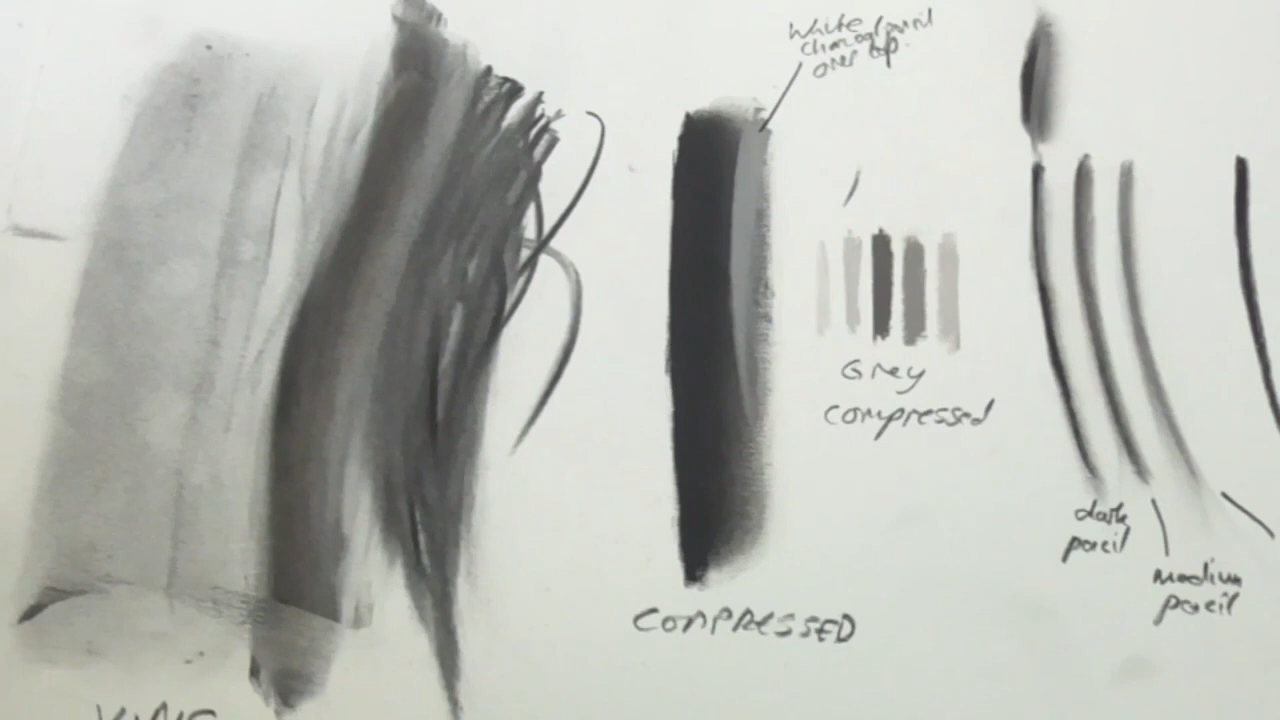 White
charcoal pencil
over top.
Grey
compressed
COMPRESSED
dark
pencil
medium
pencil